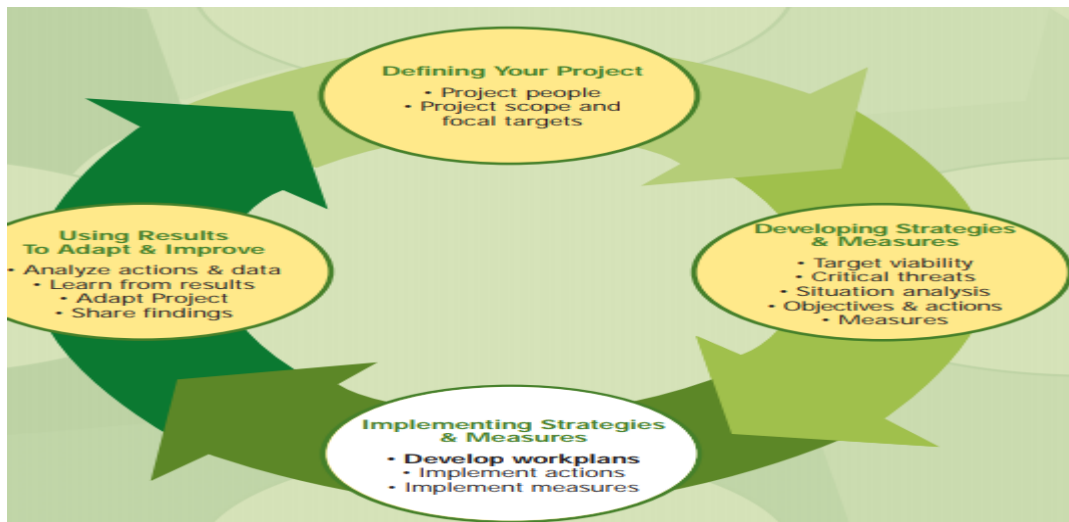 Defining Your Project
• Project people
• Project scope and
focal targets
Developing Strategies
& Measures
• Target viability
• Critical threats
• Situation analysis
• Objectives & actions
• Measures
Implementing Strategies
& Measures
• Develop workplans
• Implement actions
• Implement measures
Using Results
To Adapt & Improve
• Analyze actions & data
• Learn from results
• Adapt Project
• Share findings